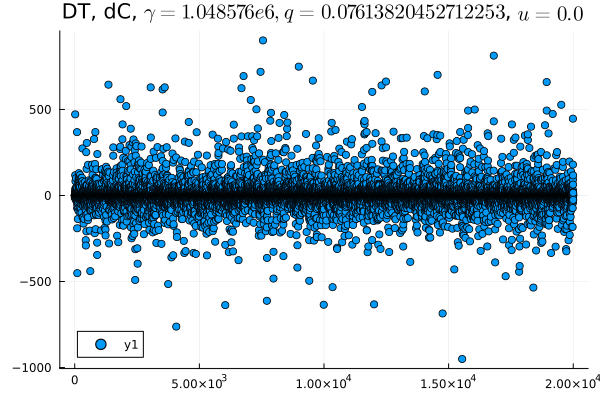 DT, dC, γ = 1.048576e6, q = 0.07613820452712253, u = 0.0
500
0
−500
−1000
y1
0 5.00×10³ 1.00×10⁴ 1.50×10⁴ 2.00×10⁴